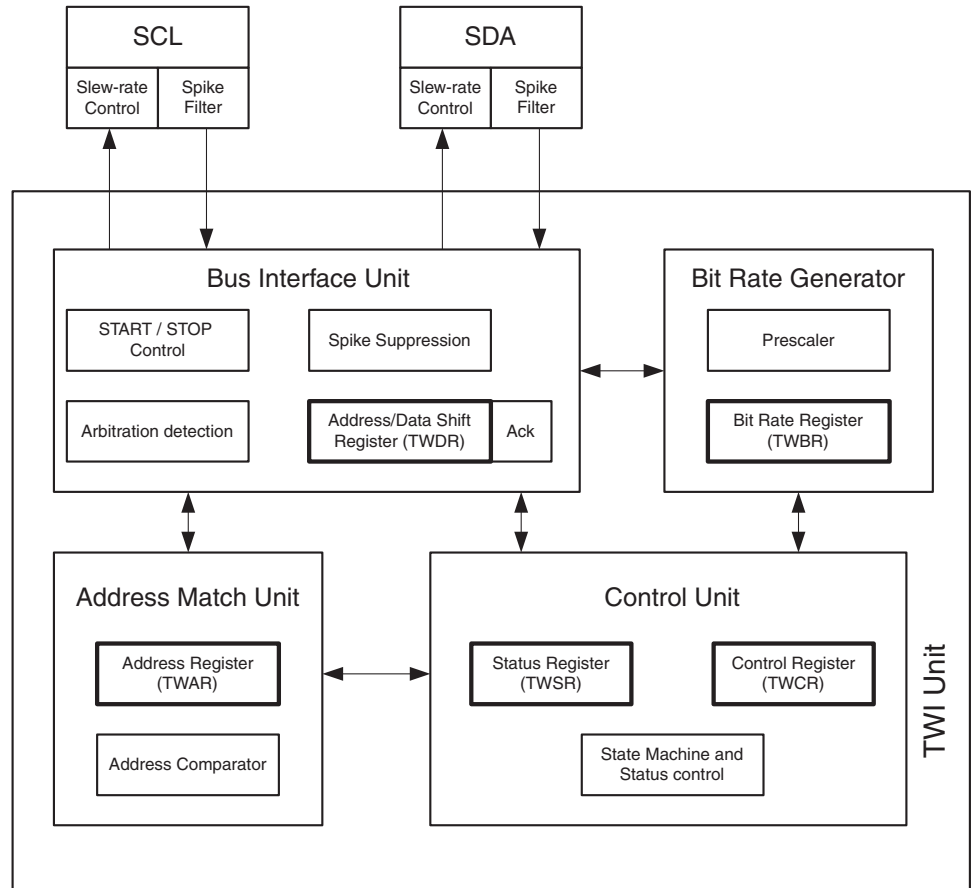 SCL
Slew-rate
Control
Spike
Filter
SDA
Slew-rate
Control
Spike
Filter
Bus Interface Unit
START / STOP
Control
Spike Suppression
Arbitration detection
Address/Data Shift
Register (TWDR)
Ack
Bit Rate Generator
Prescaler
Bit Rate Register
(TWBR)
Address Match Unit
Address Register
(TWAR)
Address Comparator
Control Unit
Status Register
(TWSR)
Control Register
(TWCR)
State Machine and
Status control
TWI Unit